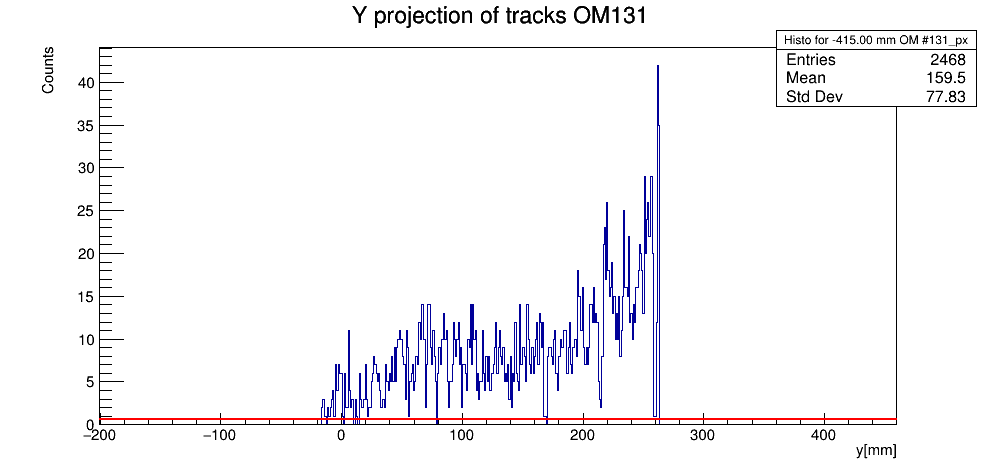 Y projection of tracks OM131
Histo for -415.00 mm OM #131_px
Entries 2468
Mean 159.5
Std Dev 77.83
Counts
40
35
30
25
20
15
10
5
0
−200 −100 0 100 200 300 400
y[mm]